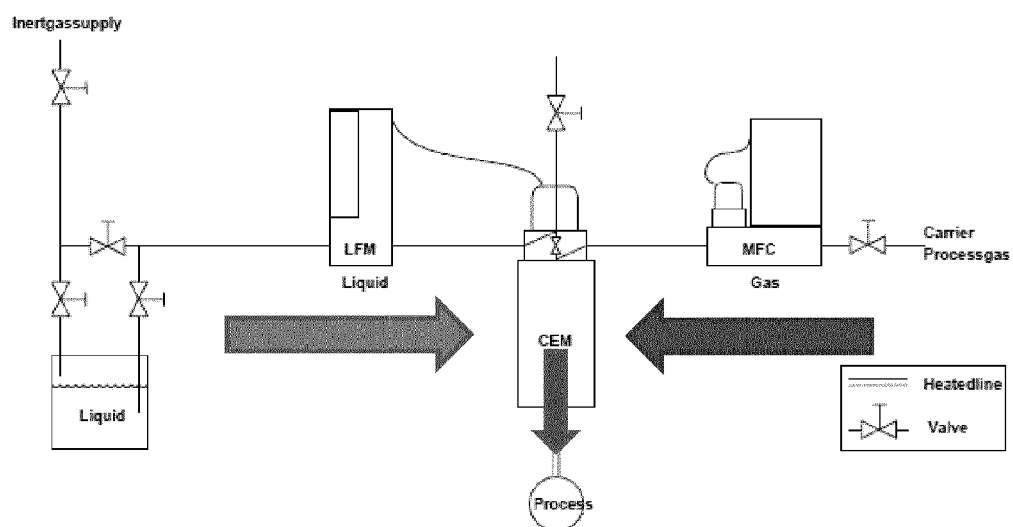 Inertgassupply
LFM
Liquid
MFC
Gas
Carrier
Processgas
CEM
Liquid
Heatedline
Valve
Process